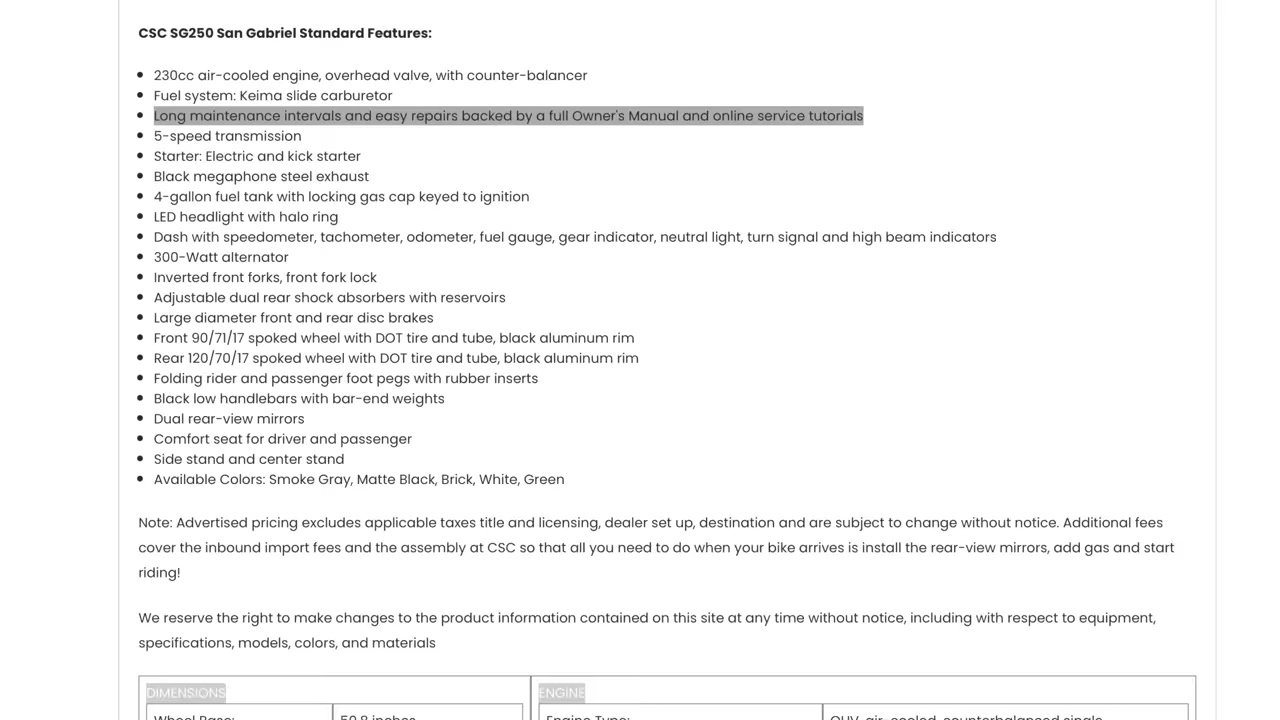 CSC SG250 San Gabriel Standard Features:
230cc air-cooled engine, overhead valve, with counter-balancer
Fuel system: Keima slide carburetor
Long maintenance intervals and easy repairs backed by a full Owner's Manual and online service tutorials
5-speed transmission
Starter: Electric and kick starter
Black megaphone steel exhaust
4-gallon fuel tank with locking gas cap keyed to ignition
LED headlight with halo ring
Dash with speedometer, tachometer, odometer, fuel gauge, gear indicator, neutral light, turn signal and high beam indicators
300-Watt alternator
Inverted front forks, front fork lock
Adjustable dual rear shock absorbers with reservoirs
Large diameter front and rear disc brakes
Front 90/71/17 spoked wheel with DOT tire and tube, black aluminum rim
Rear 120/70/17 spoked wheel with DOT tire and tube, black aluminum rim
Folding rider and passenger foot pegs with rubber inserts
Black low handlebars with bar-end weights
Dual rear-view mirrors
Comfort seat for driver and passenger
Side stand and center stand
Available Colors: Smoke Gray, Matte Black, Brick, White, Green
Note: Advertised pricing excludes applicable taxes title and licensing, dealer set up, destination and are subject to change without notice. Additional fees
cover the inbound import fees and the assembly at CSC so that all you need to do when your bike arrives is install the rear-view mirrors, add gas and start
riding!
We reserve the right to make changes to the product information contained on this site at any time without notice, including with respect to equipment,
specifications, models, colors, and materials
DIMENSIONS ENGINE
Wheel Base: 50.8 inches Engine Type: OHV, air-cooled, counterbalanced single